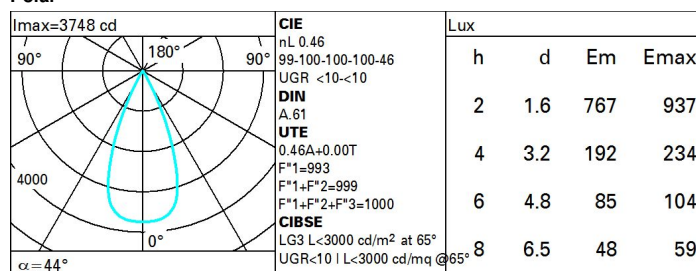 Imax=3748 cd
90° 180° 90°
4000
0°
α=44°
CIE
nL 0.46
99-100-100-100-46
UGR <10-<10
DIN
A.61
UTE
0.46A+0.00T
F"1=993
F"1+F"2=999
F"1+F"2+F"3=1000
CIBSE
LG3 L<3000 cd/m² at 65°
UGR<10 | L<3000 cd/mq @65°
Lux
h d Em Emax
2 1.6 767 937
4 3.2 192 234
6 4.8 85 104
8 6.5 48 59